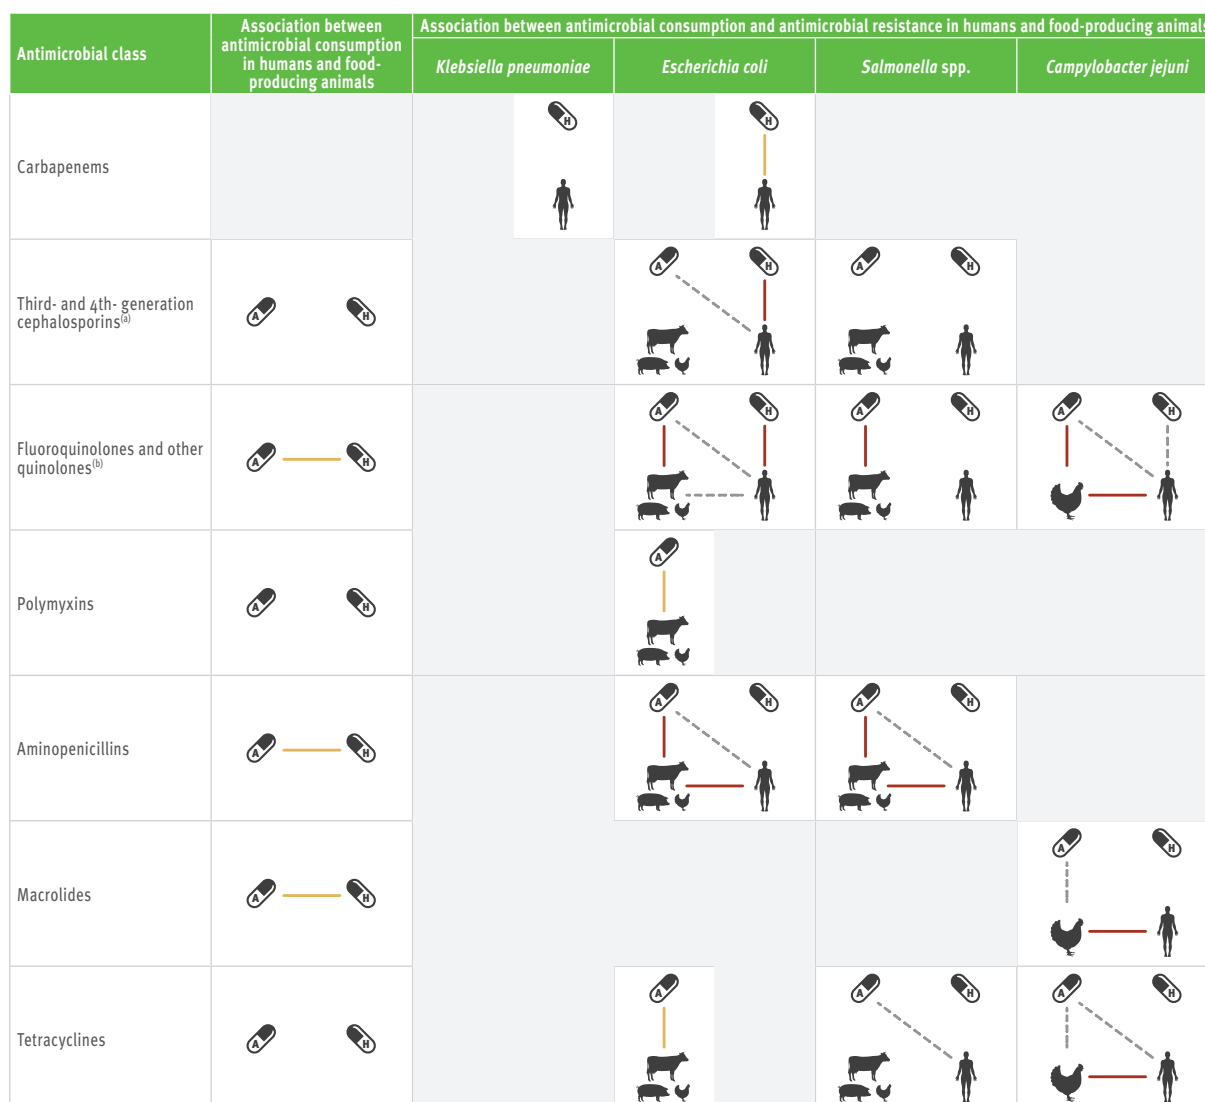 Antimicrobial class
Association between
antimicrobial consumption
in humans and food-
producing animals
Association between antimicrobial consumption and antimicrobial resistance in humans and food-producing animals
Klebsiella pneumoniae
Escherichia coli
Salmonella spp.
Campylobacter jejuni
Carbapenems
H
H
Third- and 4th- generation
cephalosporins(a)
A
H
A
H
A
H
Fluoroquinolones and other
quinolones(b)
A
H
A
H
A
H
A
H
Polymyxins
A
H
A
Aminopenicillins
A
H
A
H
A
H
Macrolides
A
H
A
H
Tetracyclines
A
H
A
A
H
A
H